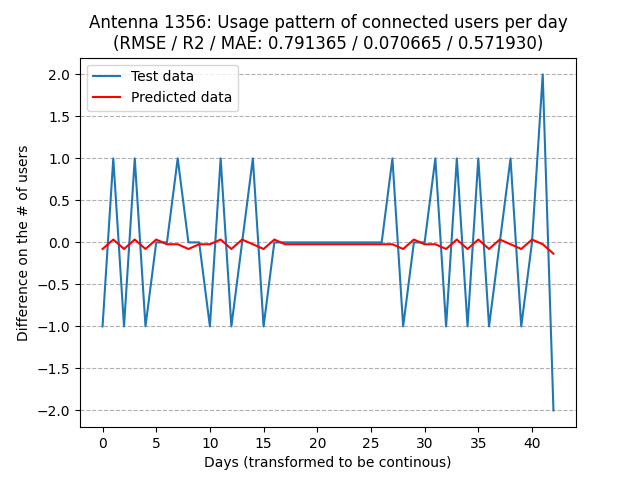 Antenna 1356: Usage pattern of connected users per day
(RMSE / R2 / MAE: 0.791365 / 0.070665 / 0.571930)
Test data
Predicted data
2.0
1.5
1.0
0.5
0.0
−0.5
−1.0
−1.5
−2.0
Difference on the # of users
0 5 10 15 20 25 30 35 40
Days (transformed to be continous)